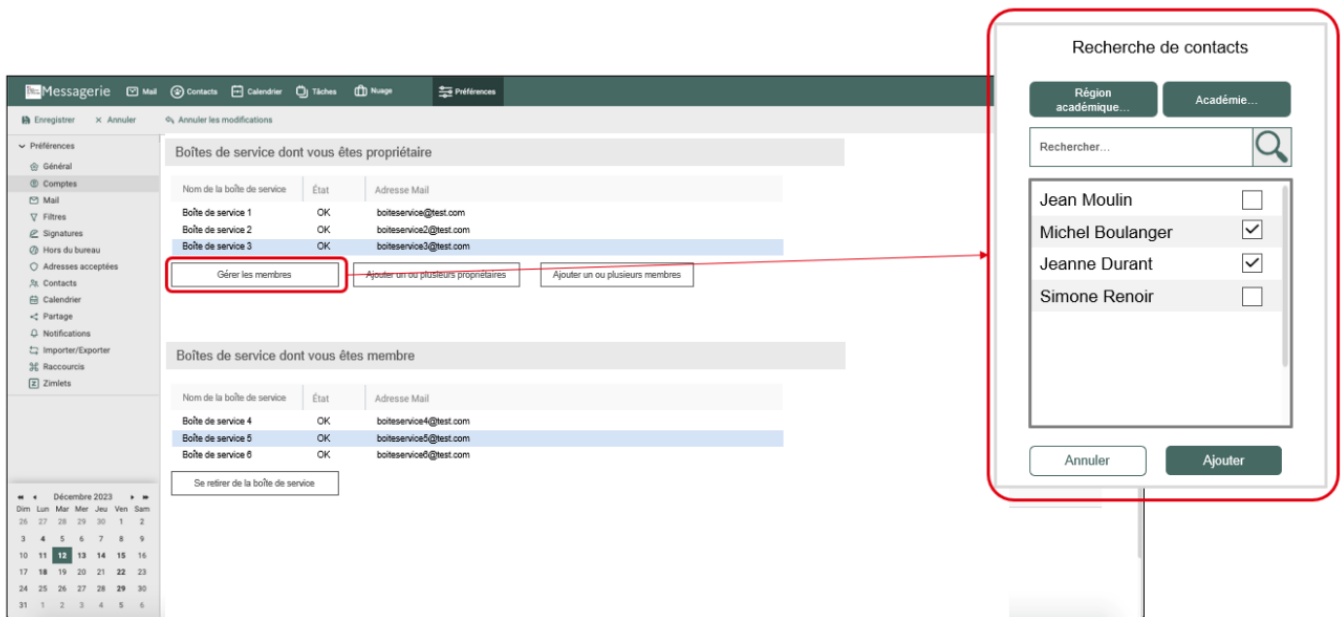 Messagerie Mail Contacts Calendrier Tâches Nuage Préférences
Enregistrer × Annuler Annuler les modifications
Préférences
Général
Comptes
Mail
Filtres
Signatures
Hors du bureau
Adresses acceptées
Contacts
Calendrier
Partage
Notifications
Importer/Exporter
Raccourcis
Zimlets
Décembre 2023
Dim Lun Mar Mer Jeu Ven Sam
26 27 28 29 30 1 2
3 4 5 6 7 8 9
10 11 12 13 14 15 16
17 18 19 20 21 22 23
24 25 26 27 28 29 30
31 1 2 3 4 5 6
Boîtes de service dont vous êtes propriétaire
Nom de la boîte de service État Adresse Mail
Boîte de service 1 OK boiteservice@test.com
Boîte de service 2 OK boiteservice2@test.com
Boîte de service 3 OK boiteservice3@test.com
Gérer les membres Ajouter un ou plusieurs propriétaires Ajouter un ou plusieurs membres
Boîtes de service dont vous êtes membre
Nom de la boîte de service État Adresse Mail
Boîte de service 4 OK boiteservice4@test.com
Boîte de service 5 OK boiteservice5@test.com
Boîte de service 6 OK boiteservice6@test.com
Se retirer de la boîte de service
Recherche de contacts
Région
académique...
Académie...
Rechercher...
Jean Moulin
Michel Boulanger
Jeanne Durant
Simone Renoir
Annuler Ajouter